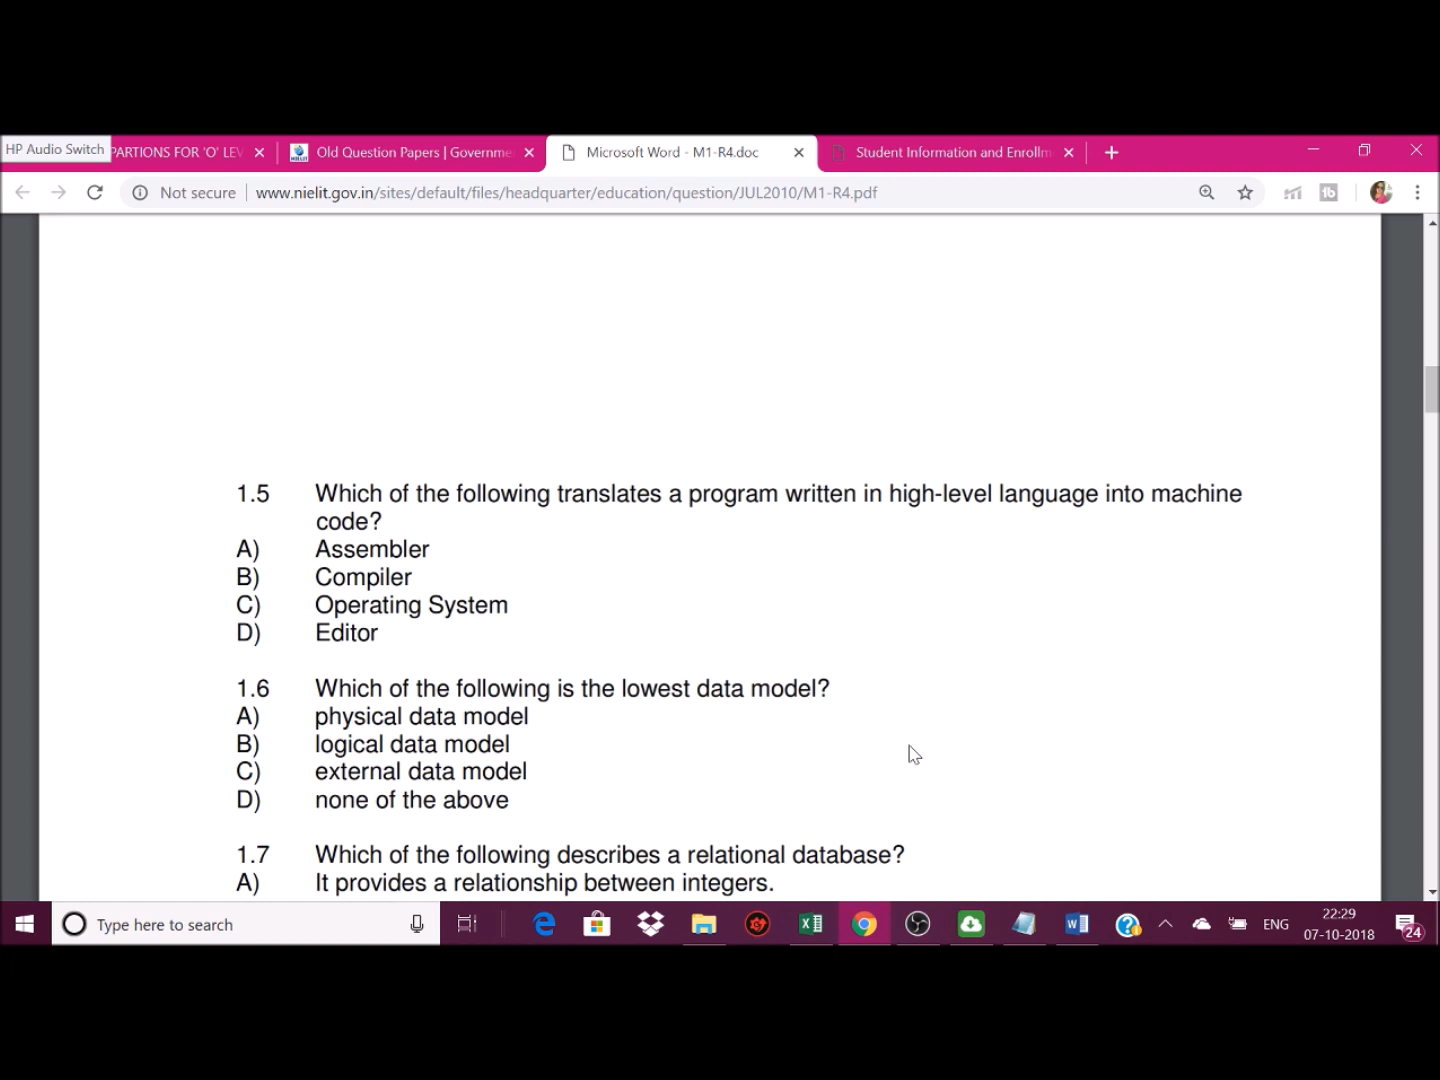 HP Audio Switch
PARTIONS FOR 'O' LEV
Old Question Papers | Governme
Microsoft Word - M1-R4.doc
Student Information and Enrollm
Not secure
www.nielit.gov.in/sites/default/files/headquarter/education/question/JUL2010/M1-R4.pdf
1.5 Which of the following translates a program written in high-level language into machine
code?
A) Assembler
B) Compiler
C) Operating System
D) Editor
1.6 Which of the following is the lowest data model?
A) physical data model
B) logical data model
C) external data model
D) none of the above
1.7 Which of the following describes a relational database?
A) It provides a relationship between integers.
Type here to search
ENG
22:29
07-10-2018
24